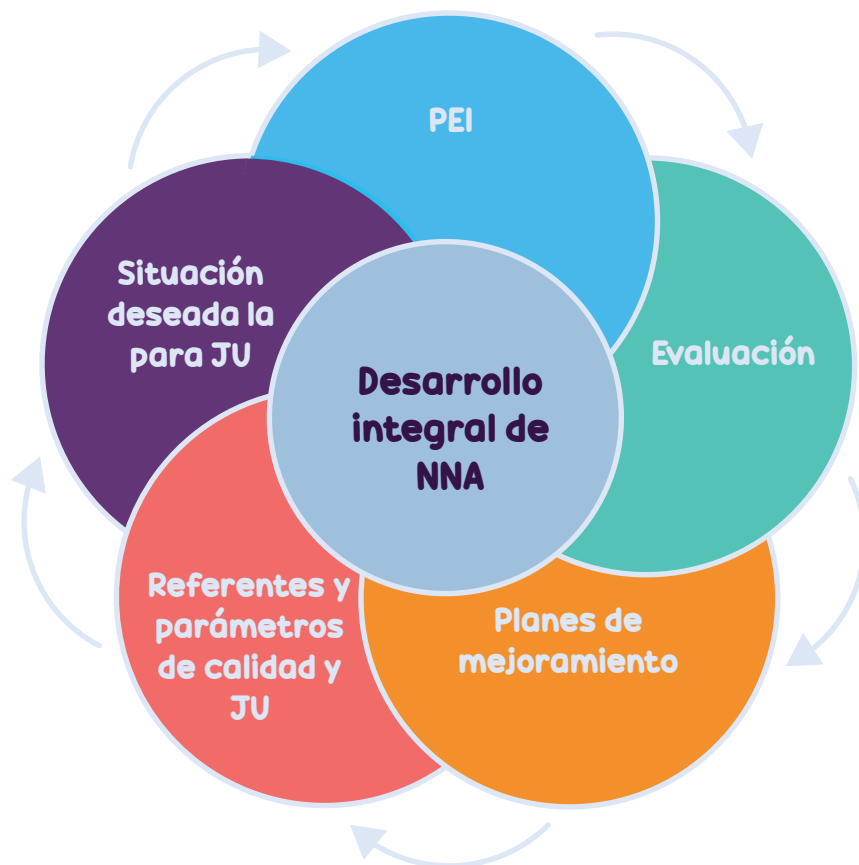 PEI
Situación
deseada la
para JU
Evaluación
Desarrollo
integral de
NNA
Referentes y
parámetros
de calidad y
JU
Planes de
mejoramiento